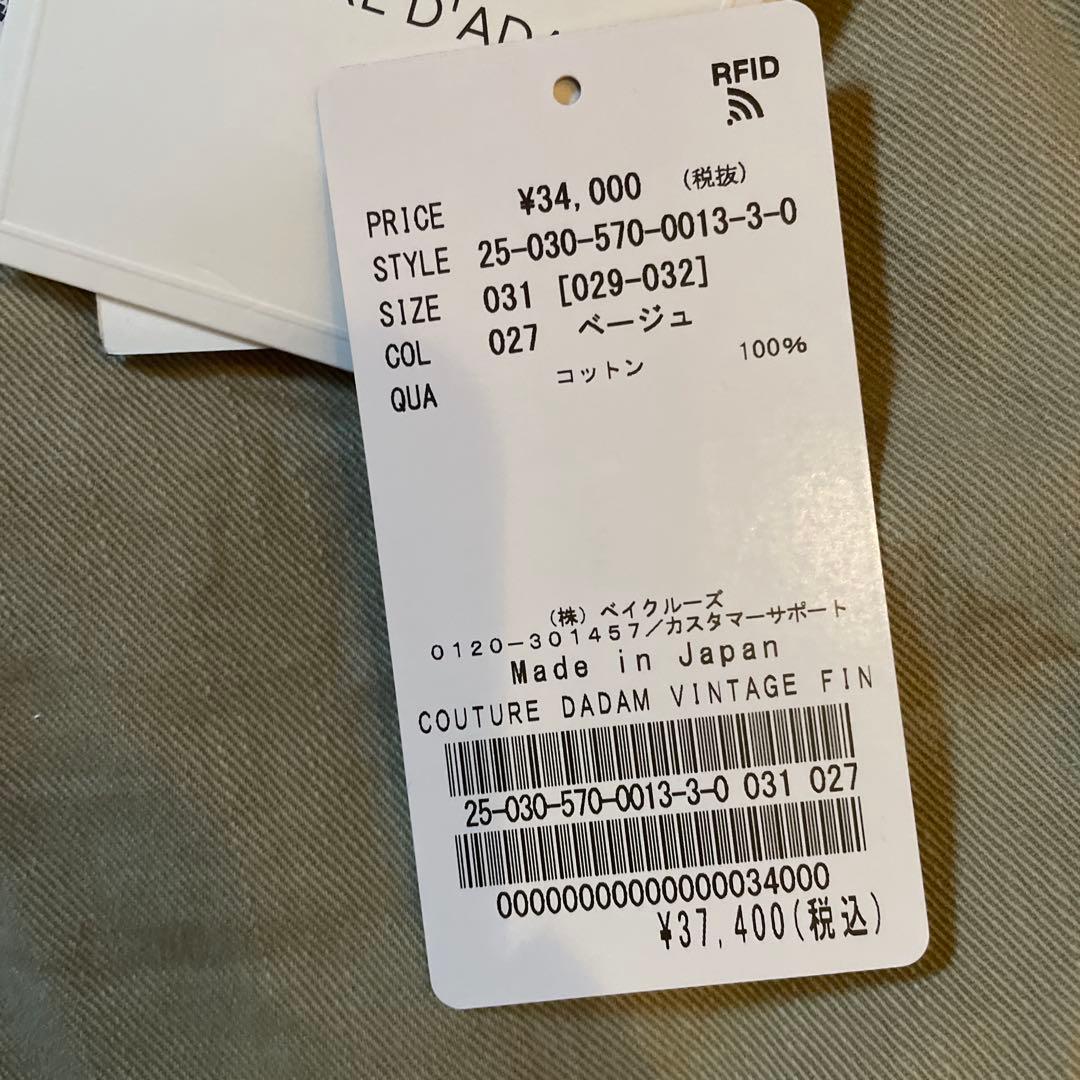 D'AD
RFID
PRICE ¥34,000 (税抜)
STYLE 25-030-570-0013-3-0
SIZE 031 [029-032]
COL 027 ベージュ
QUA コットン 100%
(株)ベイクルーズ
0120-301457/カスタマーサポート
Made in Japan
COUTURE DADAM VINTAGE FIN
25-030-570-0013-3-0 031 027
00000000000000034000
¥37,400(税込)